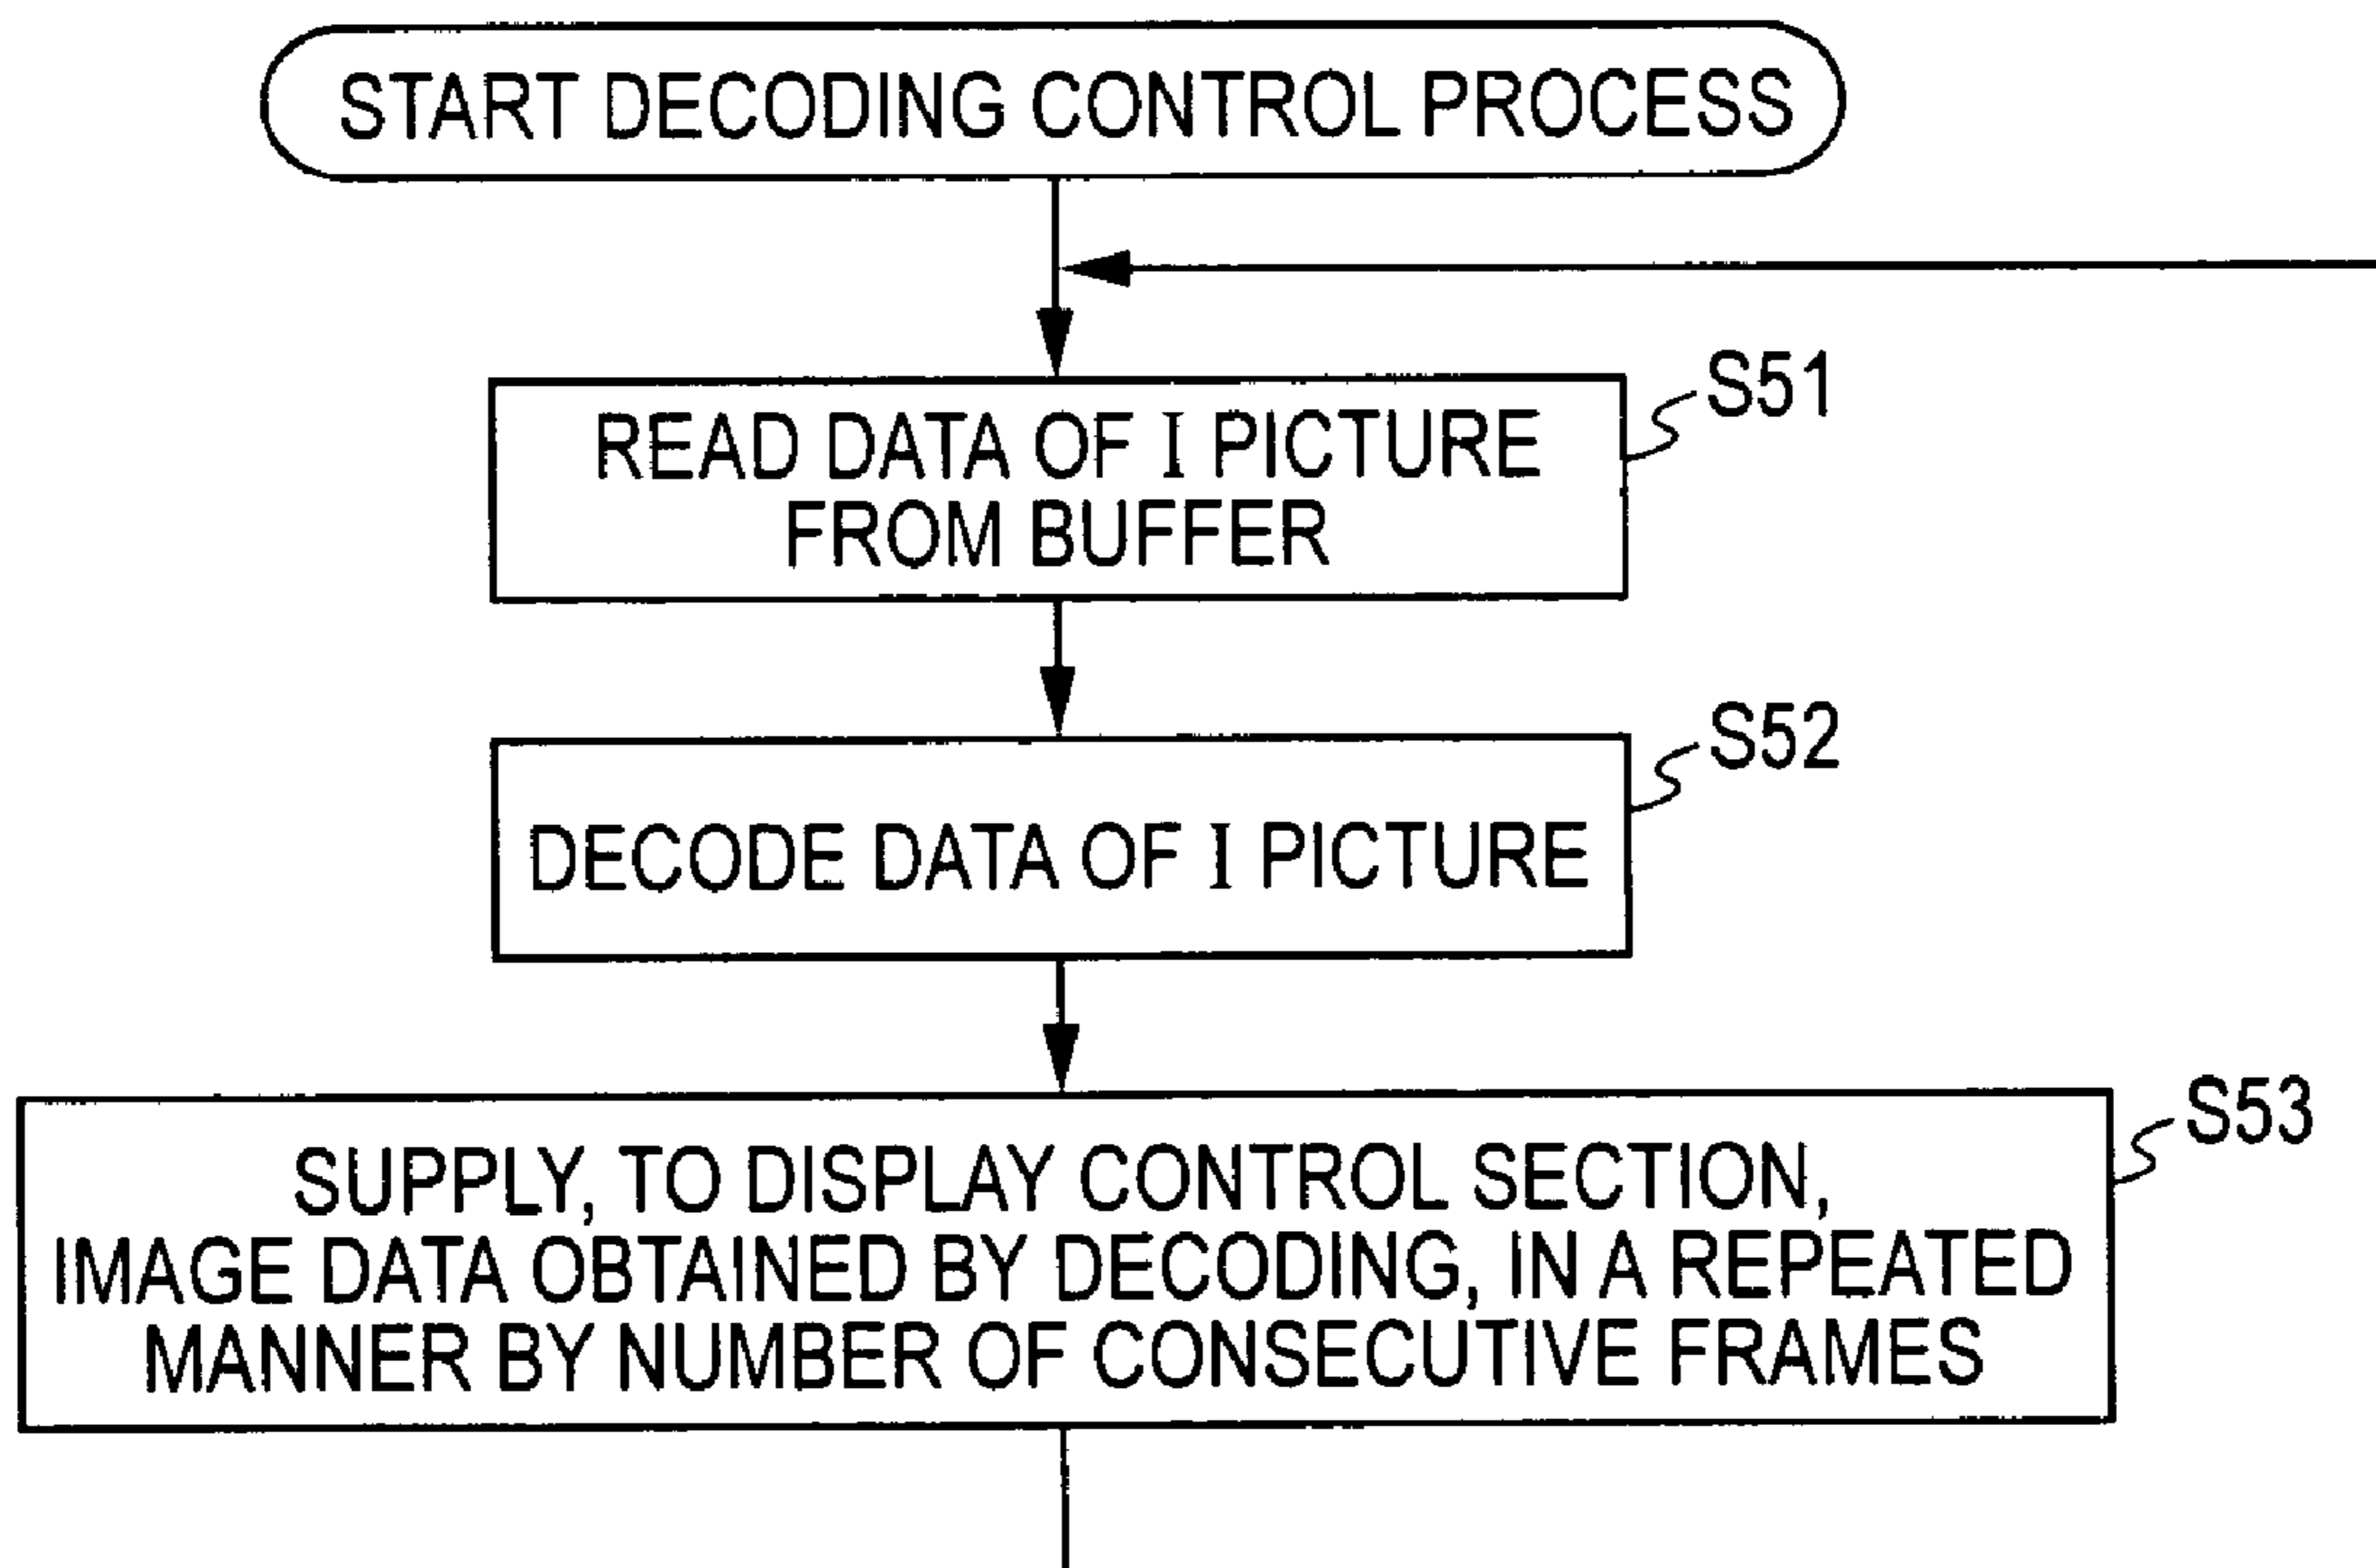 START DECODING CONTROL PROCESS
S51
READ DATA OF I PICTURE
FROM BUFFER
S52
DECODE DATA OF I PICTURE
S53
SUPPLY, TO DISPLAY CONTROL SECTION,
IMAGE DATA OBTAINED BY DECODING, IN A REPEATED
MANNER BY NUMBER OF CONSECUTIVE FRAMES